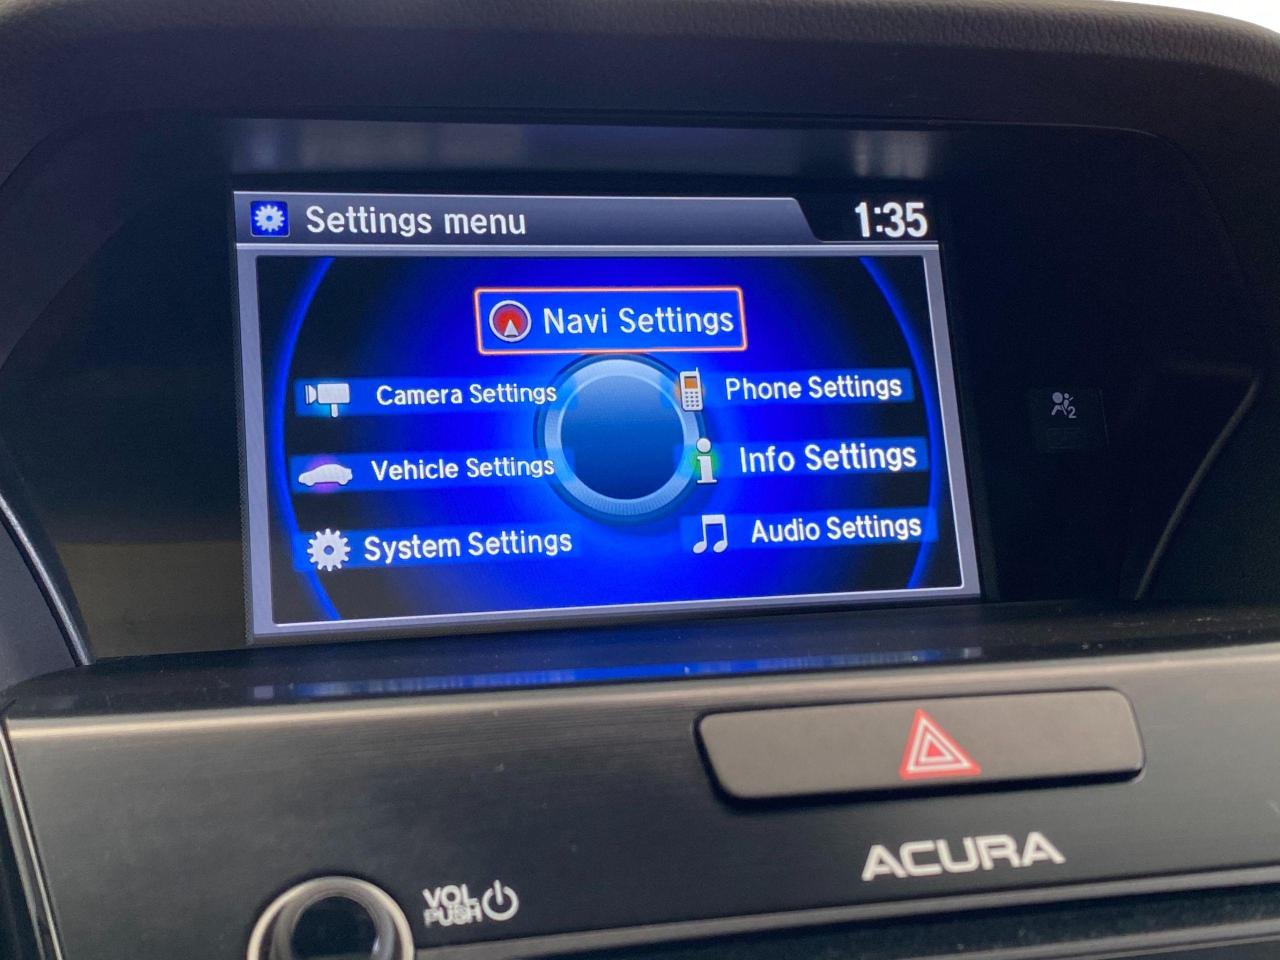 Settings menu
1:35
Navi Settings
Camera Settings
Phone Settings
Vehicle Settings
Info Settings
System Settings
Audio Settings
2
ACURA
VOL
PUSH